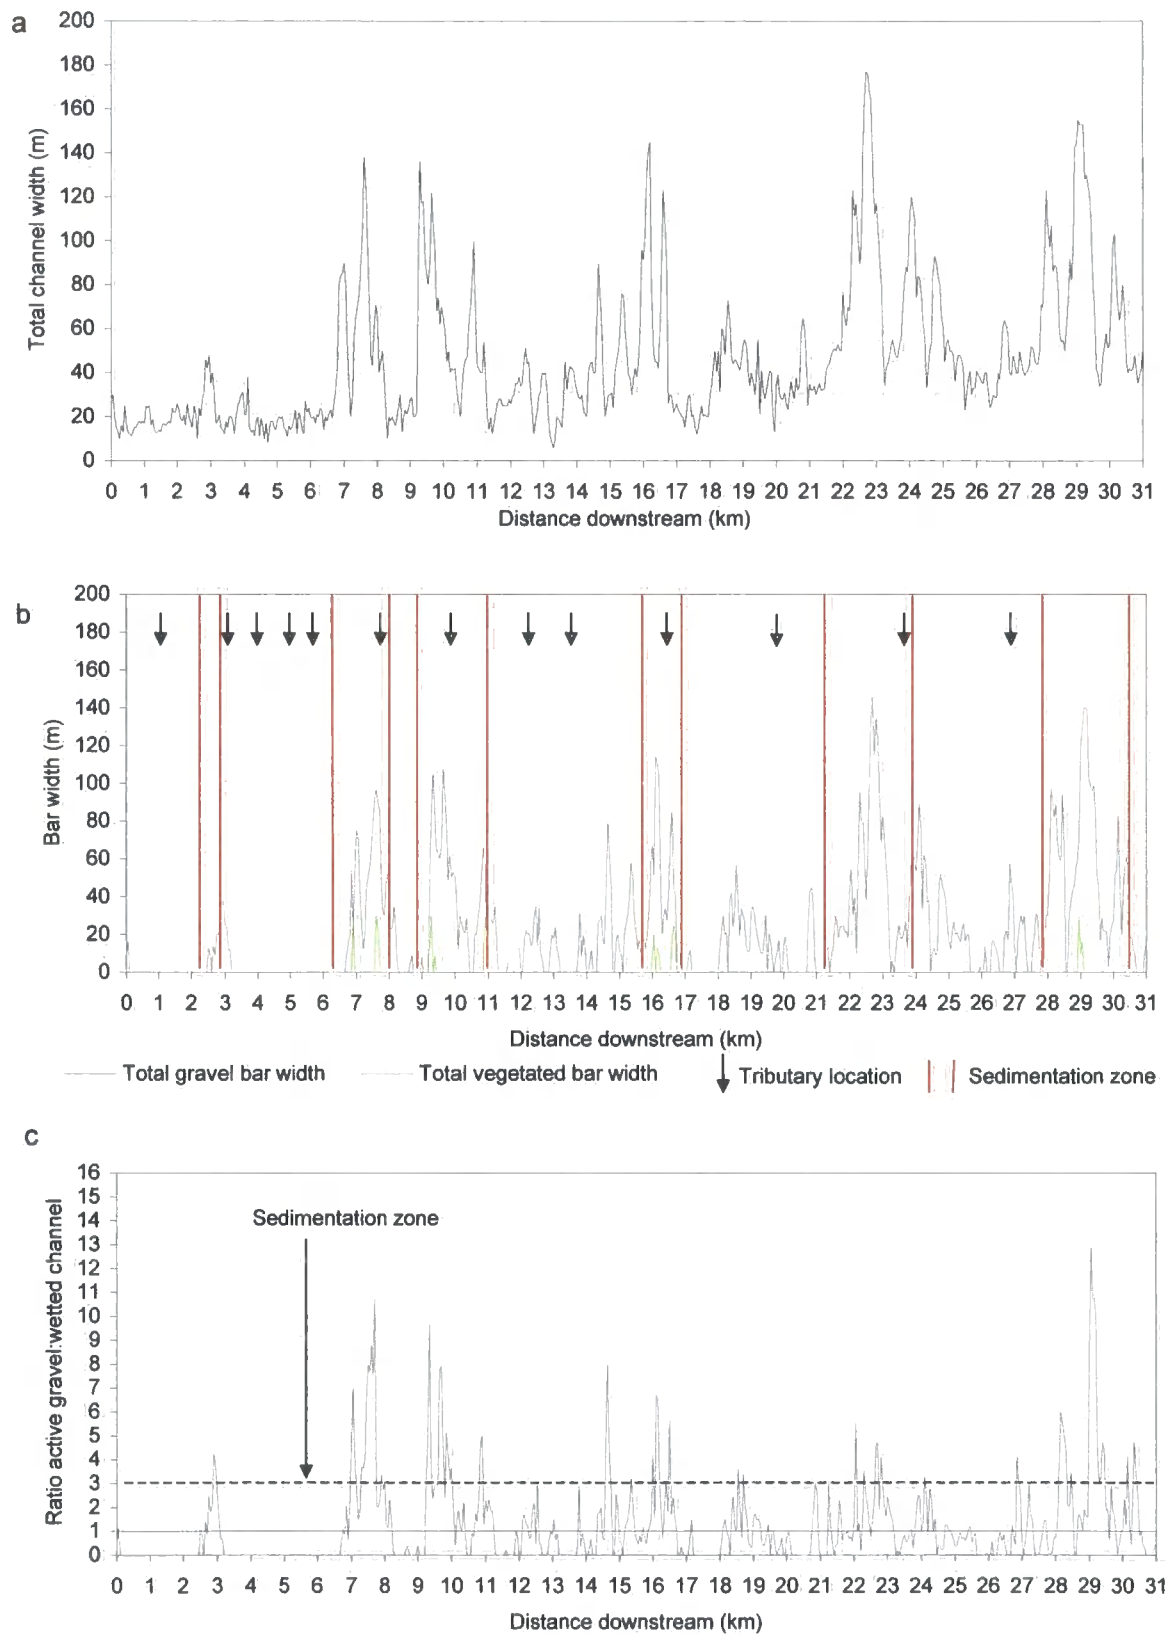 a
Total channel width (m)
200
180
160
140
120
100
80
60
40
20
0
0 1 2 3 4 5 6 7 8 9 10 11 12 13 14 15 16 17 18 19 20 21 22 23 24 25 26 27 28 29 30 31
Distance downstream (km)
b
Bar width (m)
200
180
160
140
120
100
80
60
40
20
0
0 1 2 3 4 5 6 7 8 9 10 11 12 13 14 15 16 17 18 19 20 21 22 23 24 25 26 27 28 29 30 31
Distance downstream (km)
Total gravel bar width Total vegetated bar width Tributary location Sedimentation zone
c
Ratio active gravel:wetted channel
16
15
14
13
12
11
10
9
8
7
6
5
4
3
2
1
0
Sedimentation zone
0 1 2 3 4 5 6 7 8 9 10 11 12 13 14 15 16 17 18 19 20 21 22 23 24 25 26 27 28 29 30 31
Distance downstream (km)